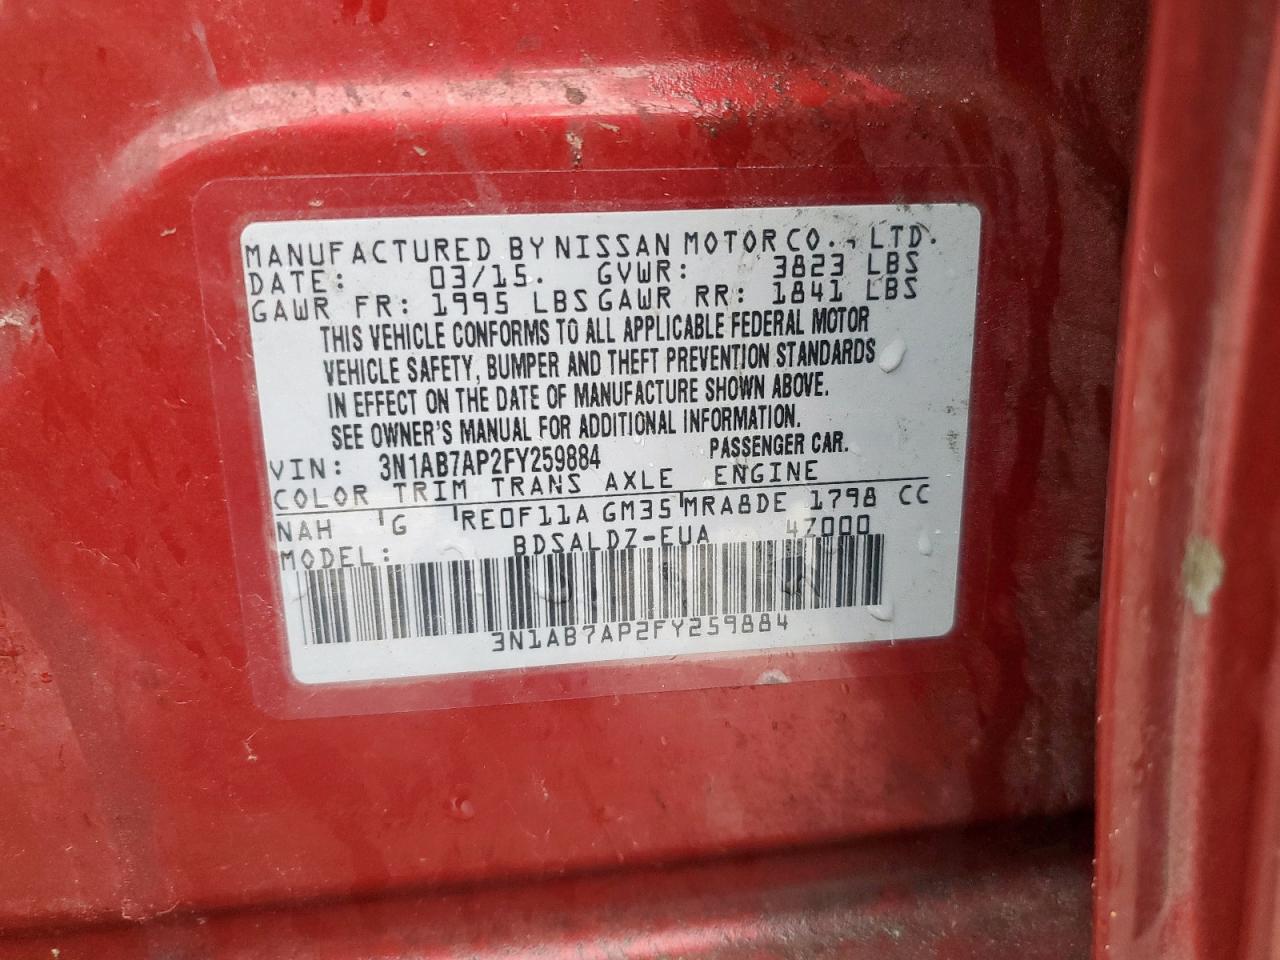 MANUFACTURED BY NISSAN MOTOR CO., LTD.
DATE: 03/15. GVWR: 3823 LBS
GAWR FR: 1995 LBS GAWR RR: 1841 LBS
THIS VEHICLE CONFORMS TO ALL APPLICABLE FEDERAL MOTOR
VEHICLE SAFETY, BUMPER AND THEFT PREVENTION STANDARDS
IN EFFECT ON THE DATE OF MANUFACTURE SHOWN ABOVE.
SEE OWNER'S MANUAL FOR ADDITIONAL INFORMATION.
VIN: 3N1AB7AP2FY259884 PASSENGER CAR.
COLOR TRIM TRANS AXLE ENGINE
NAH G RE0F11A GM35 MRA8DE 1798 CC
MODEL: BDSALDZ-EUA 4Z000
3N1AB7AP2FY259884